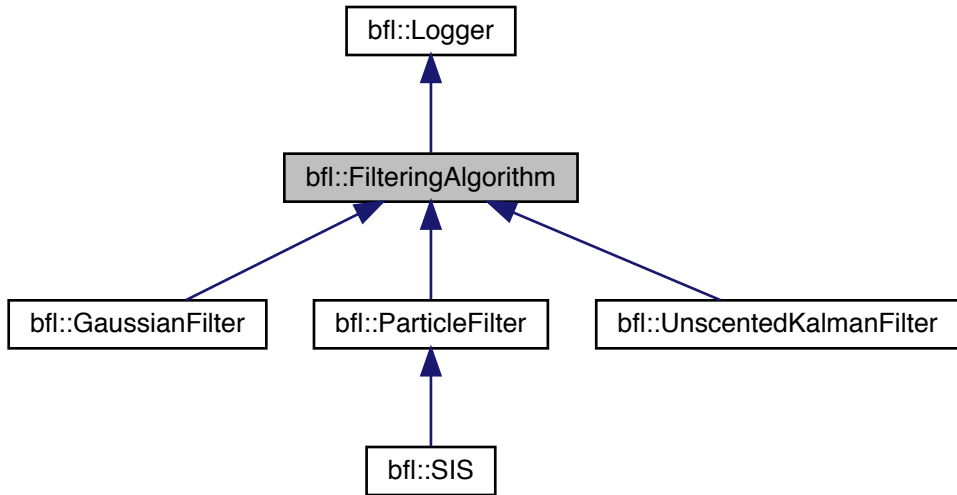 bfl::Logger
bfl::FilteringAlgorithm
bfl::GaussianFilter
bfl::ParticleFilter
bfl::UnscentedKalmanFilter
bfl::SIS